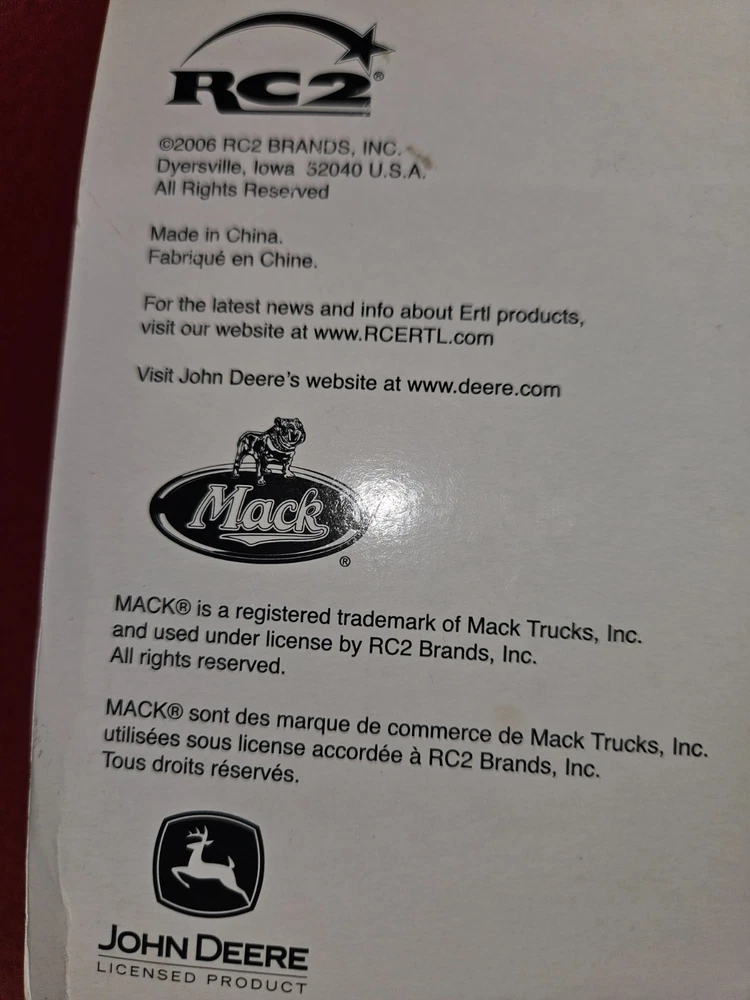 RC2®
©2006 RC2 BRANDS, INC.
Dyersville, Iowa 52040 U.S.A.
All Rights Reserved
Made in China.
Fabriqué en Chine.
For the latest news and info about Ertl products,
visit our website at www.RCERTL.com
Visit John Deere's website at www.deere.com
Mack
®
MACK® is a registered trademark of Mack Trucks, Inc.
and used under license by RC2 Brands, Inc.
All rights reserved.
MACK® sont des marque de commerce de Mack Trucks, Inc.
utilisées sous license accordée à RC2 Brands, Inc.
Tous droits réservés.
JOHN DEERE
LICENSED PRODUCT